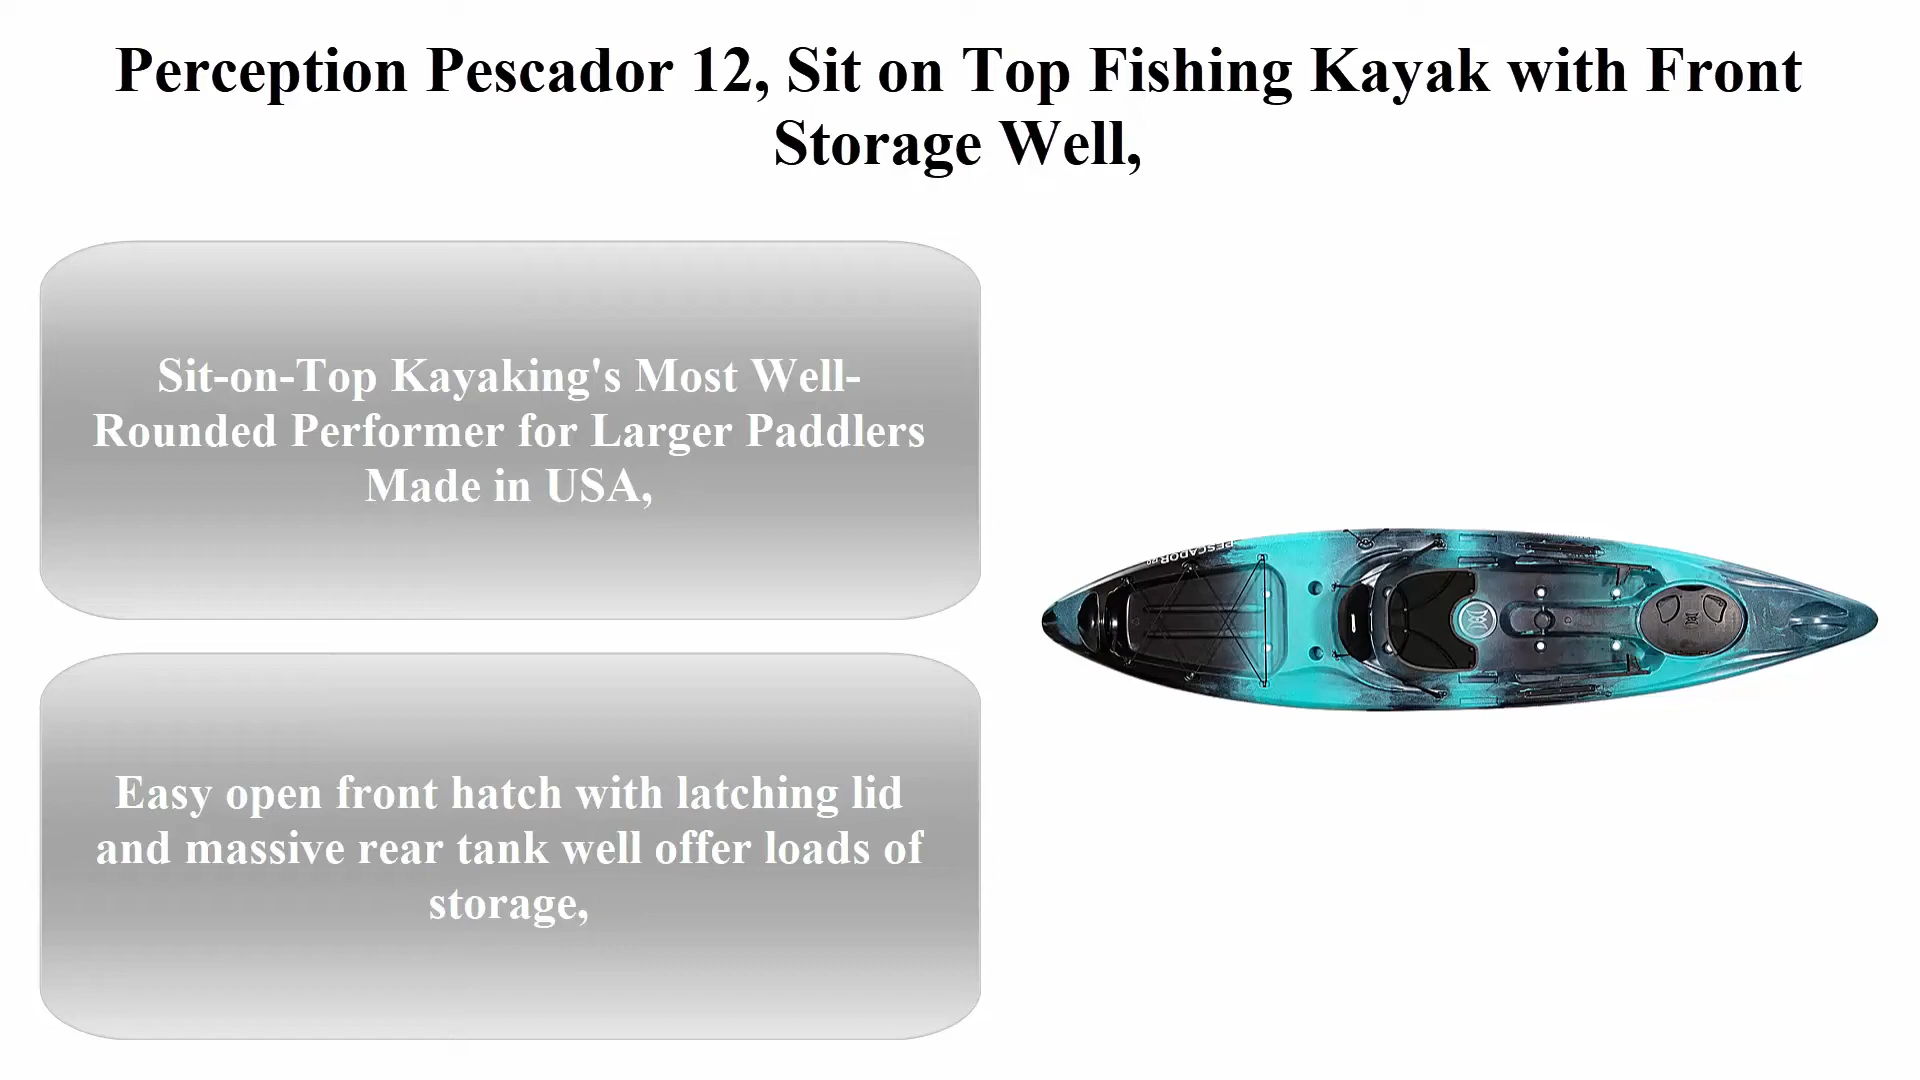 Perception Pescador 12, Sit on Top Fishing Kayak with Front
Storage Well,
Sit-on-Top Kayaking's Most Well-
Rounded Performer for Larger Paddlers
Made in USA,
Easy open front hatch with latching lid
and massive rear tank well offer loads of
storage,
PESCADOR